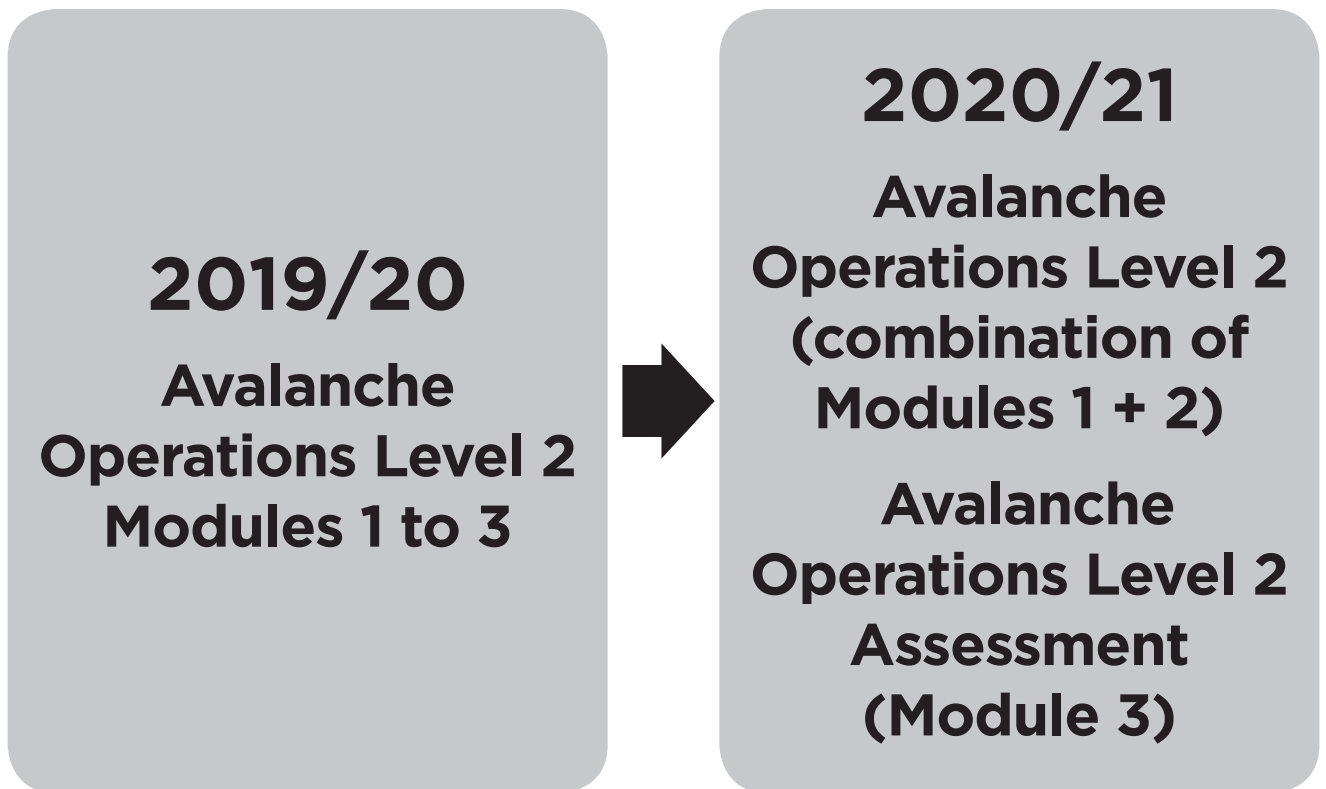 2019/20
Avalanche
Operations Level 2
Modules 1 to 3
2020/21
Avalanche
Operations Level 2
(combination of
Modules 1 + 2)
Avalanche
Operations Level 2
Assessment
(Module 3)